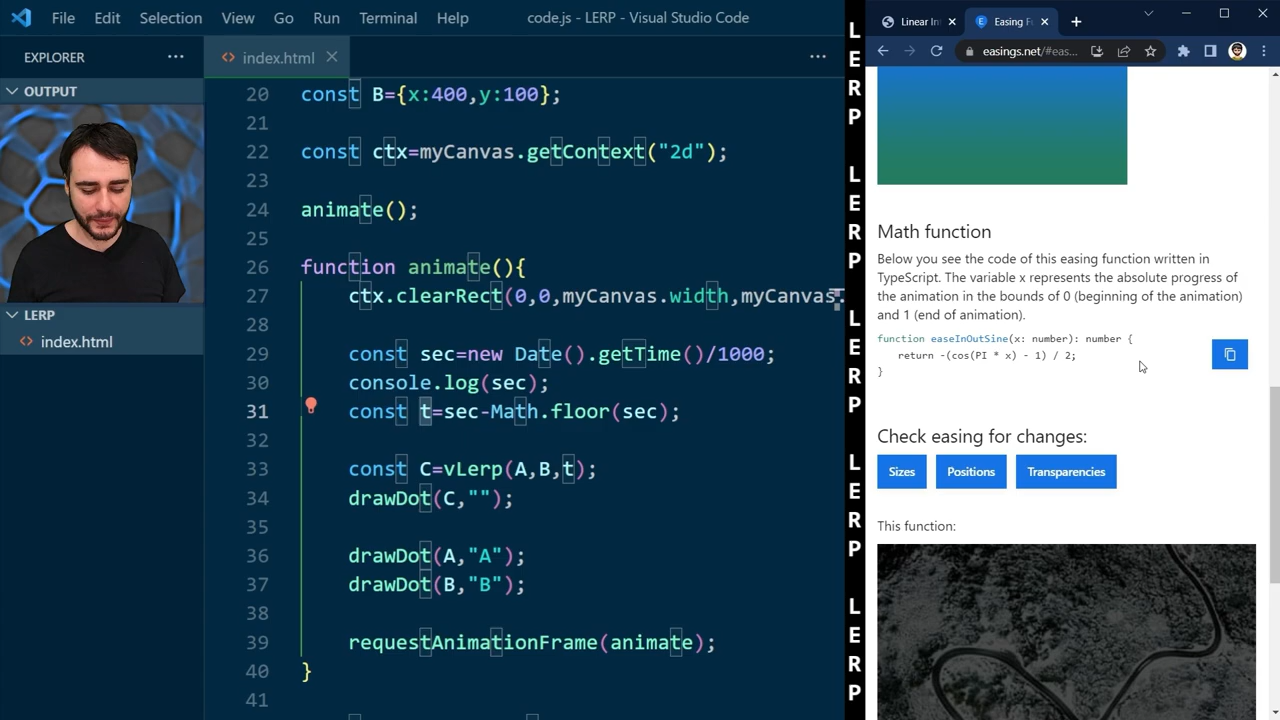 File Edit Selection View Go Run Terminal Help code.js - LERP - Visual Studio Code
EXPLORER
OUTPUT
LERP
index.html
index.html
20 const B={x:400,y:100};
21
22 const ctx=myCanvas.getContext("2d");
23
24 animate();
25
26 function animate(){
27 ctx.clearRect(0,0,myCanvas.width,myCanvas.
28
29 const sec=new Date().getTime()/1000;
30 console.log(sec);
31 const t=sec-Math.floor(sec);
32
33 const C=vLerp(A,B,t);
34 drawDot(C,"");
35
36 drawDot(A,"A");
37 drawDot(B,"B");
38
39 requestAnimationFrame(animate);
40 }
41
L
E
R
P
L
E
R
P
L
E
R
P
L
E
R
P
L
E
R
P
Linear In
Easing F
easings.net/#eas...
Math function
Below you see the code of this easing function written in
TypeScript. The variable x represents the absolute progress of
the animation in the bounds of 0 (beginning of the animation)
and 1 (end of animation).
function easeInOutSine(x: number): number {
return -(cos(PI * x) - 1) / 2;
}
Check easing for changes:
Sizes Positions Transparencies
This function: